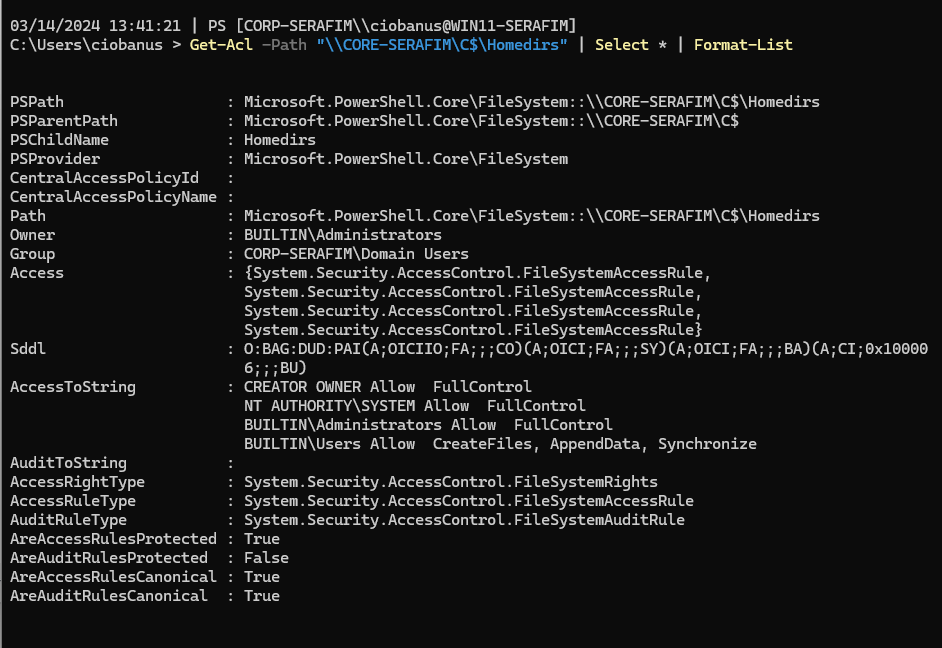 03/14/2024 13:41:21 | PS [CORP-SERAFIM\\ciobanus@WIN11-SERAFIM]
C:\Users\ciobanus > Get-Acl -Path "\\CORE-SERAFIM\C$\Homedirs" | Select * | Format-List
PSPath                  : Microsoft.PowerShell.Core\FileSystem::\\CORE-SERAFIM\C$\Homedirs
PSParentPath            : Microsoft.PowerShell.Core\FileSystem::\\CORE-SERAFIM\C$
PSChildName             : Homedirs
PSProvider              : Microsoft.PowerShell.Core\FileSystem
CentralAccessPolicyId   :
CentralAccessPolicyName :
Path                    : Microsoft.PowerShell.Core\FileSystem::\\CORE-SERAFIM\C$\Homedirs
Owner                   : BUILTIN\Administrators
Group                   : CORP-SERAFIM\Domain Users
Access                  : {System.Security.AccessControl.FileSystemAccessRule,
                          System.Security.AccessControl.FileSystemAccessRule,
                          System.Security.AccessControl.FileSystemAccessRule,
                          System.Security.AccessControl.FileSystemAccessRule}
Sddl                    : O:BAG:DUD:PAI(A;OICIIO;FA;;;CO)(A;OICI;FA;;;SY)(A;OICI;FA;;;BA)(A;CI;0x10000
                          6;;;BU)
AccessToString          : CREATOR OWNER Allow  FullControl
                          NT AUTHORITY\SYSTEM Allow  FullControl
                          BUILTIN\Administrators Allow  FullControl
                          BUILTIN\Users Allow  CreateFiles, AppendData, Synchronize
AuditToString           :
AccessRightType         : System.Security.AccessControl.FileSystemRights
AccessRuleType          : System.Security.AccessControl.FileSystemAccessRule
AuditRuleType           : System.Security.AccessControl.FileSystemAuditRule
AreAccessRulesProtected : True
AreAuditRulesProtected  : False
AreAccessRulesCanonical : True
AreAuditRulesCanonical  : True